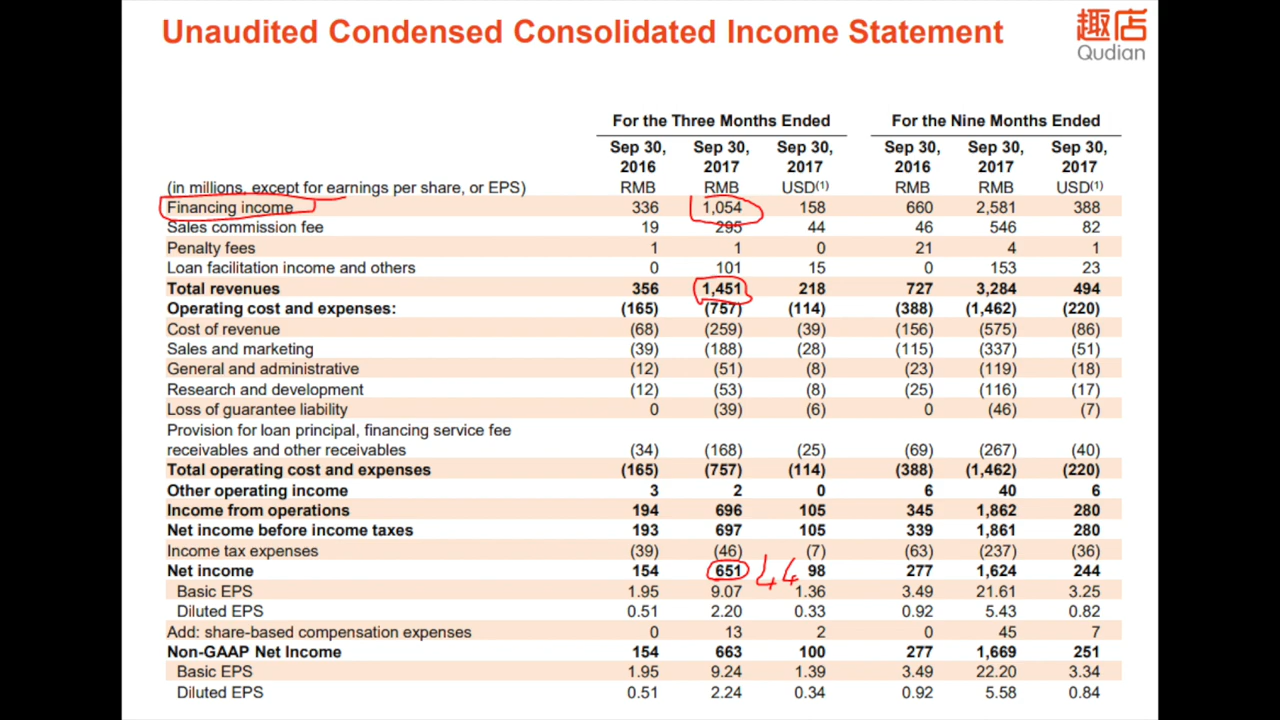 Unaudited Condensed Consolidated Income Statement
趣店
Qudian
For the Three Months Ended For the Nine Months Ended
Sep 30, Sep 30, Sep 30, Sep 30, Sep 30, Sep 30,
2016 2017 2017 2016 2017 2017
(in millions, except for earnings per share, or EPS) RMB RMB USD(1) RMB RMB USD(1)
Financing income 336 1,054 158 660 2,581 388
Sales commission fee 19 295 44 46 546 82
Penalty fees 1 1 0 21 4 1
Loan facilitation income and others 0 101 15 0 153 23
Total revenues 356 1,451 218 727 3,284 494
Operating cost and expenses: (165) (757) (114) (388) (1,462) (220)
Cost of revenue (68) (259) (39) (156) (575) (86)
Sales and marketing (39) (188) (28) (115) (337) (51)
General and administrative (12) (51) (8) (23) (119) (18)
Research and development (12) (53) (8) (25) (116) (17)
Loss of guarantee liability 0 (39) (6) 0 (46) (7)
Provision for loan principal, financing service fee
receivables and other receivables (34) (168) (25) (69) (267) (40)
Total operating cost and expenses (165) (757) (114) (388) (1,462) (220)
Other operating income 3 2 0 6 40 6
Income from operations 194 696 105 345 1,862 280
Net income before income taxes 193 697 105 339 1,861 280
Income tax expenses (39) (46) (7) (63) (237) (36)
Net income 154 651 44 98 277 1,624 244
Basic EPS 1.95 9.07 1.36 3.49 21.61 3.25
Diluted EPS 0.51 2.20 0.33 0.92 5.43 0.82
Add: share-based compensation expenses 0 13 2 0 45 7
Non-GAAP Net Income 154 663 100 277 1,669 251
Basic EPS 1.95 9.24 1.39 3.49 22.20 3.34
Diluted EPS 0.51 2.24 0.34 0.92 5.58 0.84